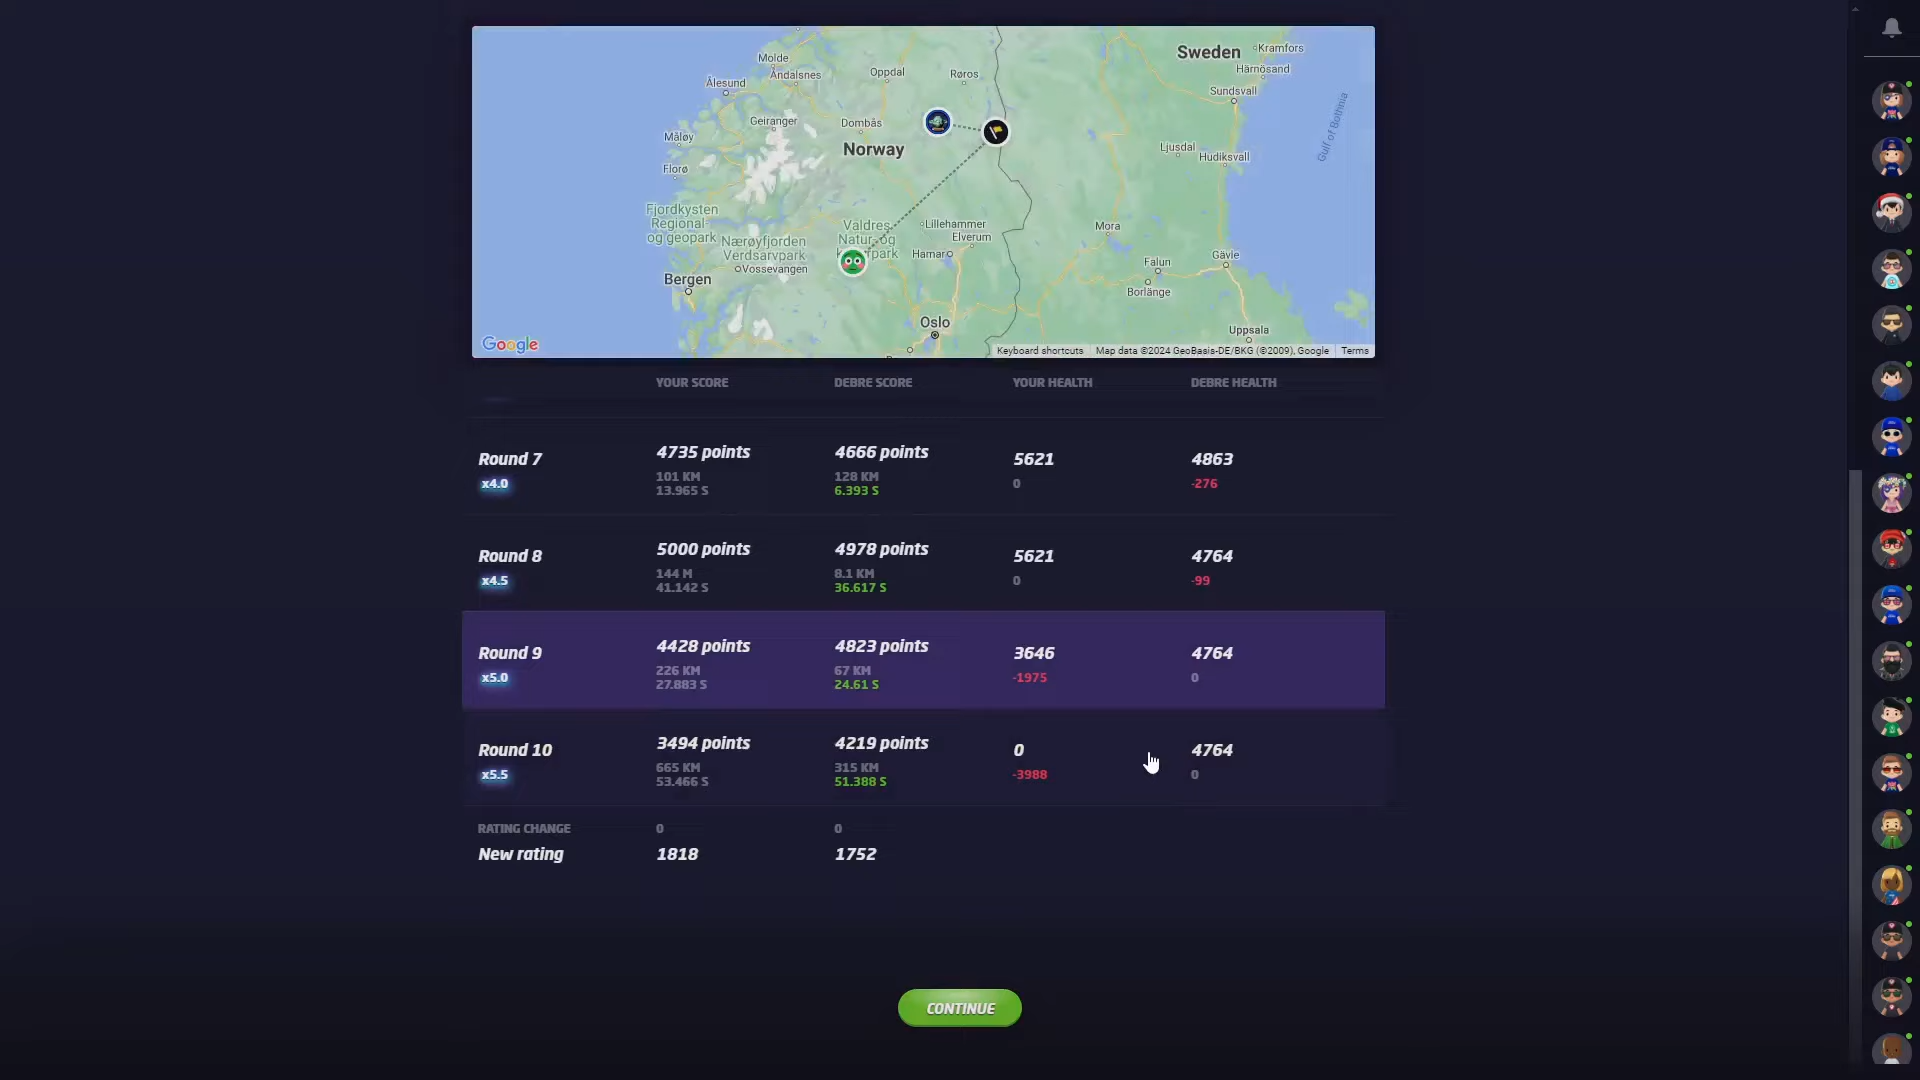 Sweden
Kramfors
Molde
Härnösand
Åndalsnes
Oppdal
Røros
Ålesund
Sundsvall
Gulf of Bothnia
Geiranger
Dombås
Måløy
Norway
Ljusdal
Hudiksvall
Florø
Fjordkysten
Regional-
og geopark
Valdres
Natur- og
Lillehammer
Mora
Nærøyfjorden
Verdsarvpark
Elverum
Hamar
Vossevangen
Falun
Gävle
Bergen
Borlänge
Oslo
Uppsala
Google
Keyboard shortcuts Map data ©2024 GeoBasis-DE/BKG (©2009), Google Terms
YOUR SCORE DEBRE SCORE YOUR HEALTH DEBRE HEALTH
Round 7 4735 points 4666 points 5621 4863
x4.0 101 KM 128 KM 0 -276
13.965 S 6.393 S
Round 8 5000 points 4978 points 5621 4764
x4.5 144 M 8.1 KM 0 -99
41.142 S 36.617 S
Round 9 4428 points 4823 points 3646 4764
x5.0 226 KM 67 KM -1975 0
27.883 S 24.61 S
Round 10 3494 points 4219 points 0 4764
x5.5 665 KM 315 KM -3988 0
53.466 S 51.388 S
RATING CHANGE 0 0
New rating 1818 1752
CONTINUE